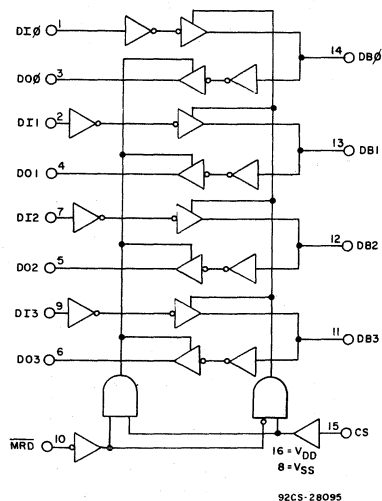 DIØ 1
14 DBØ
DOØ 3
DI1 2
13 DB1
DO1 4
DI2 7
12 DB2
DO2 5
DI3 9
11 DB3
DO3 6
MRD 10
15 CS
16 = VDD
8 = VSS
92CS-28095